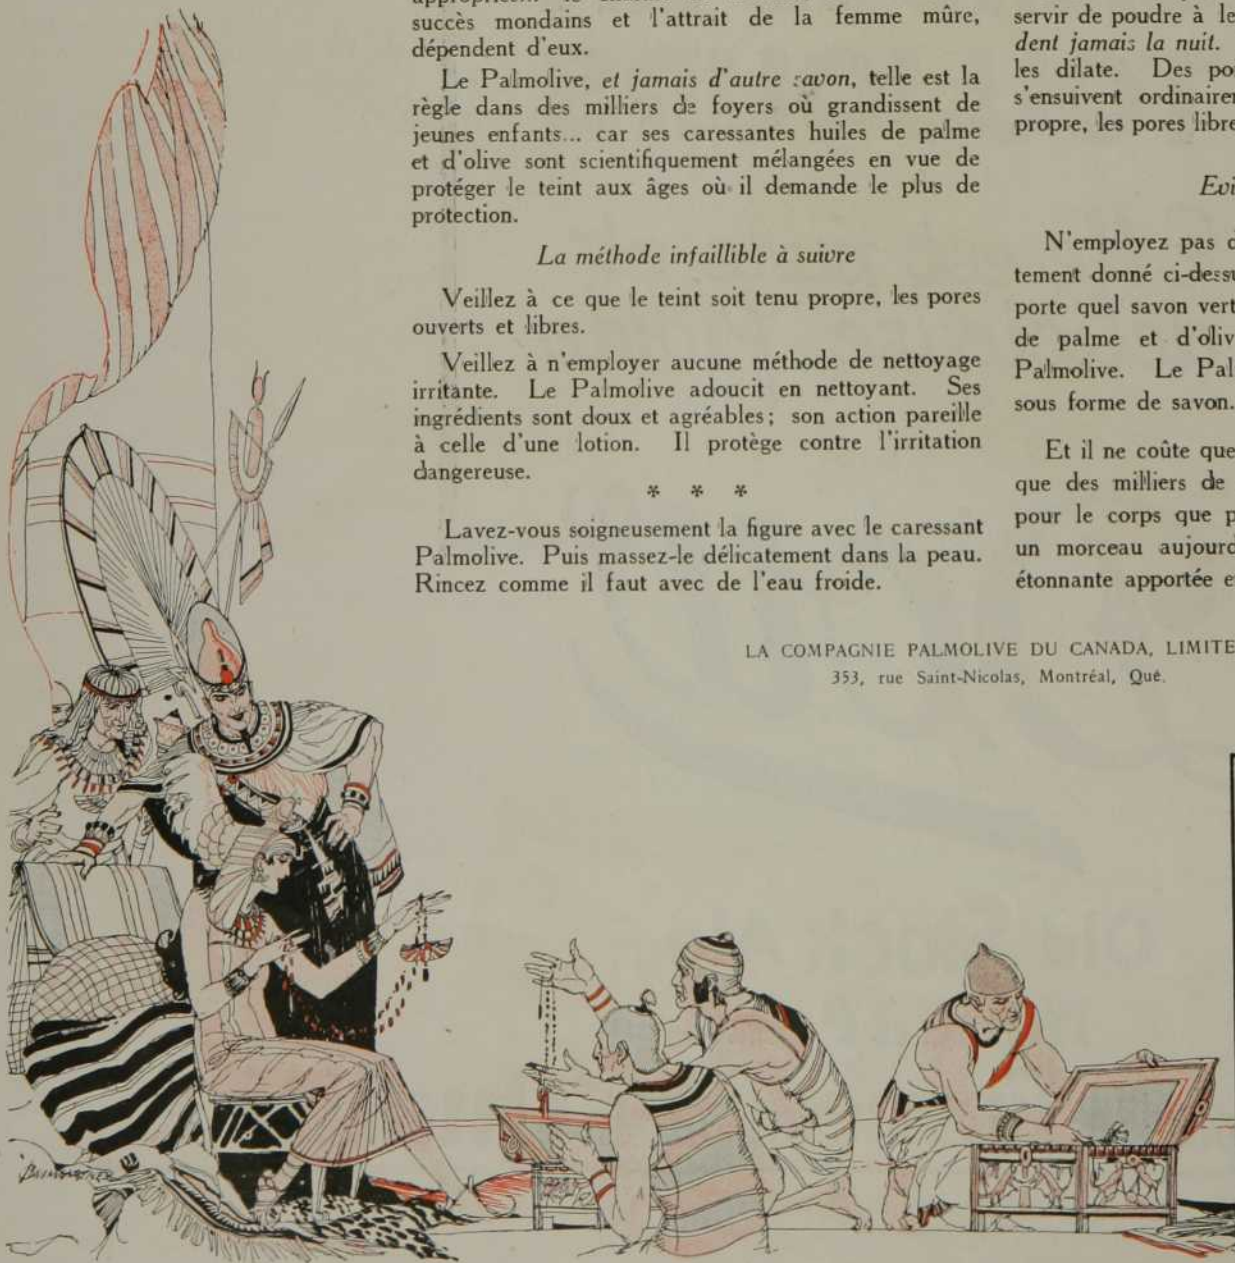 succès mondains et l'attrait de la femme mûre,
dépendent d'eux.
Le Palmolive, et jamais d'autre savon, telle est la
règle dans des milliers de foyers où grandissent de
jeunes enfants... car ses caressantes huiles de palme
et d'olive sont scientifiquement mélangées en vue de
protéger le teint aux âges où il demande le plus de
protection.
La méthode infaillible à suivre
Veillez à ce que le teint soit tenu propre, les pores
ouverts et libres.
Veillez à n'employer aucune méthode de nettoyage
irritante. Le Palmolive adoucit en nettoyant. Ses
ingrédients sont doux et agréables; son action pareille
à celle d'une lotion. Il protège contre l'irritation
dangereuse.
* * *
Lavez-vous soigneusement la figure avec le caressant
Palmolive. Puis massez-le délicatement dans la peau.
Rincez comme il faut avec de l'eau froide.
servir de poudre à le
dent jamais la nuit.
les dilate. Des po
s'ensuivent ordinaire
propre, les pores libre
Evi
N'employez pas d
tement donné ci-dess
porte quel savon vert
de palme et d'oliv
Palmolive. Le Pal
sous forme de savon.
Et il ne coûte que
que des milliers de
pour le corps que p
un morceau aujourd
étonnante apportée e
LA COMPAGNIE PALMOLIVE DU CANADA, LIMITE
353, rue Saint-Nicolas, Montréal, Qué.